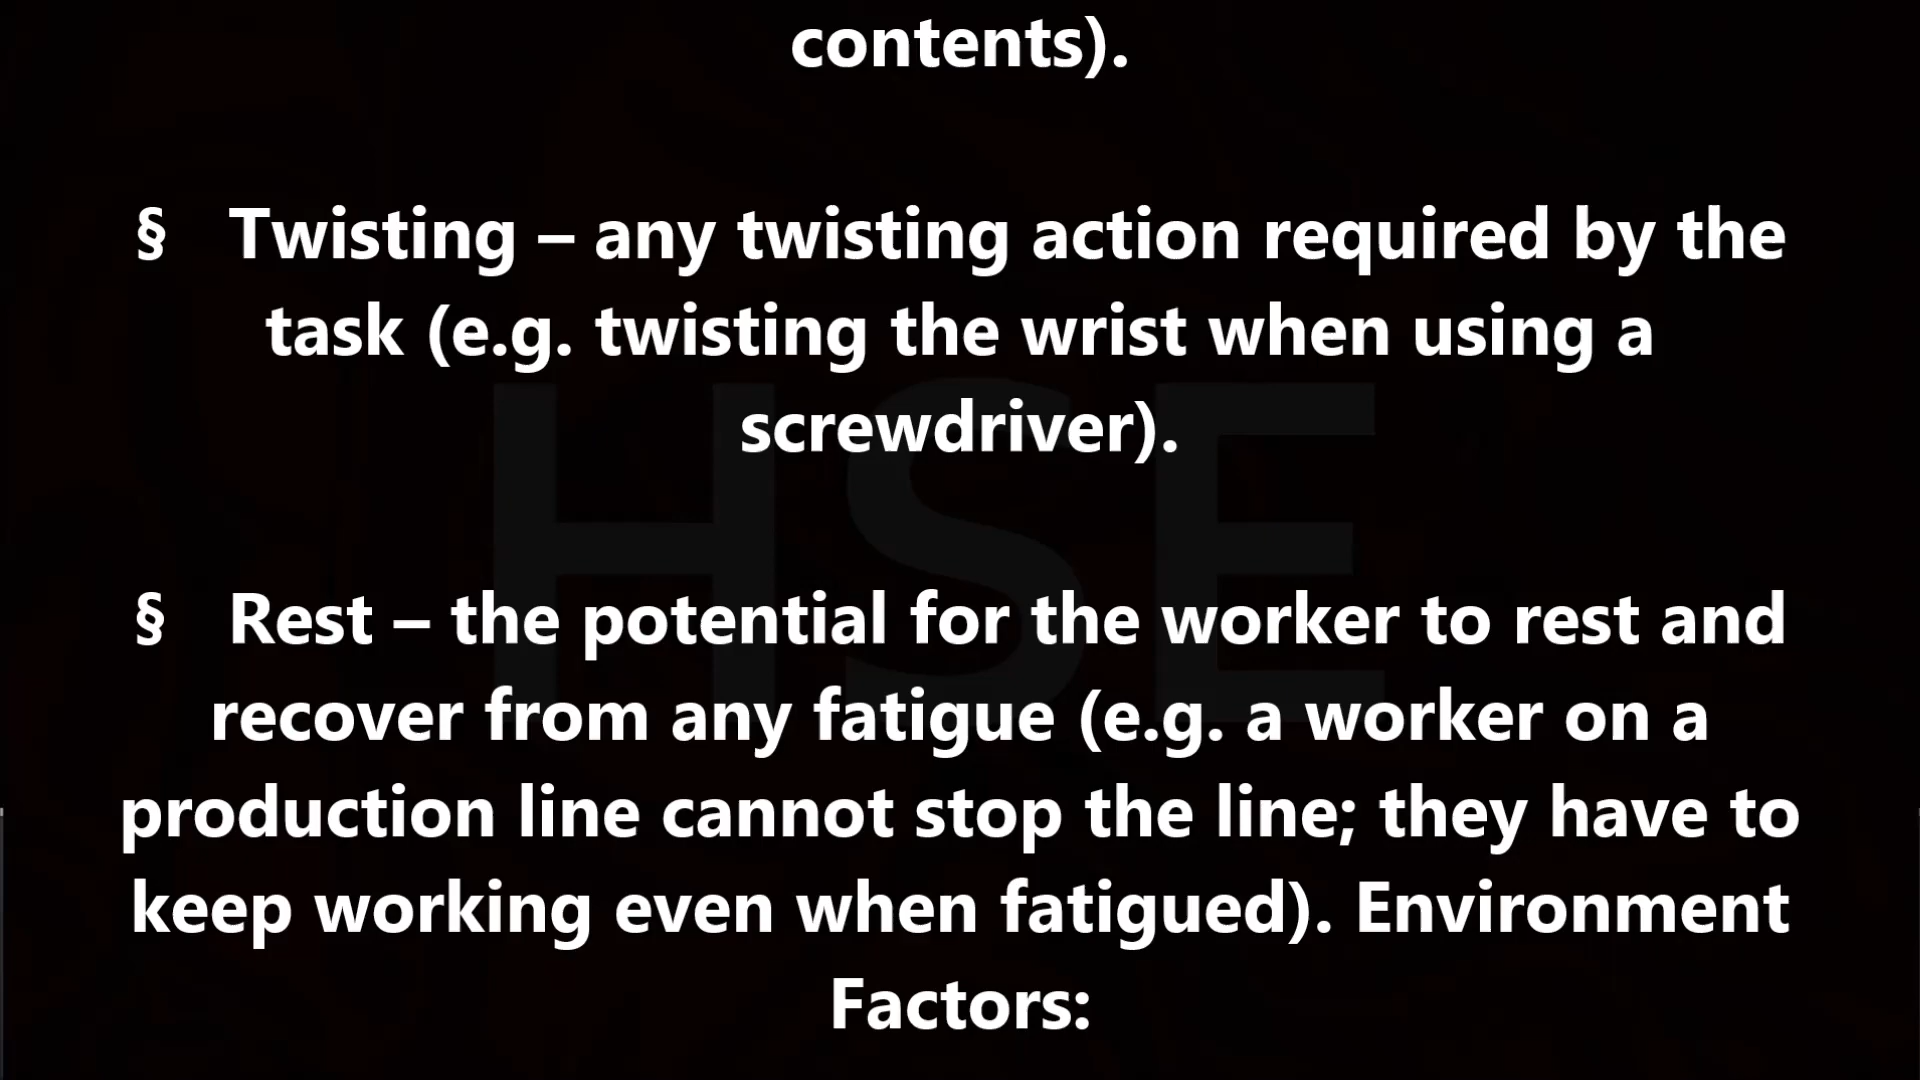 contents).
§ Twisting – any twisting action required by the
task (e.g. twisting the wrist when using a
screwdriver).
HSE
§ Rest – the potential for the worker to rest and
recover from any fatigue (e.g. a worker on a
production line cannot stop the line; they have to
keep working even when fatigued). Environment
Factors: